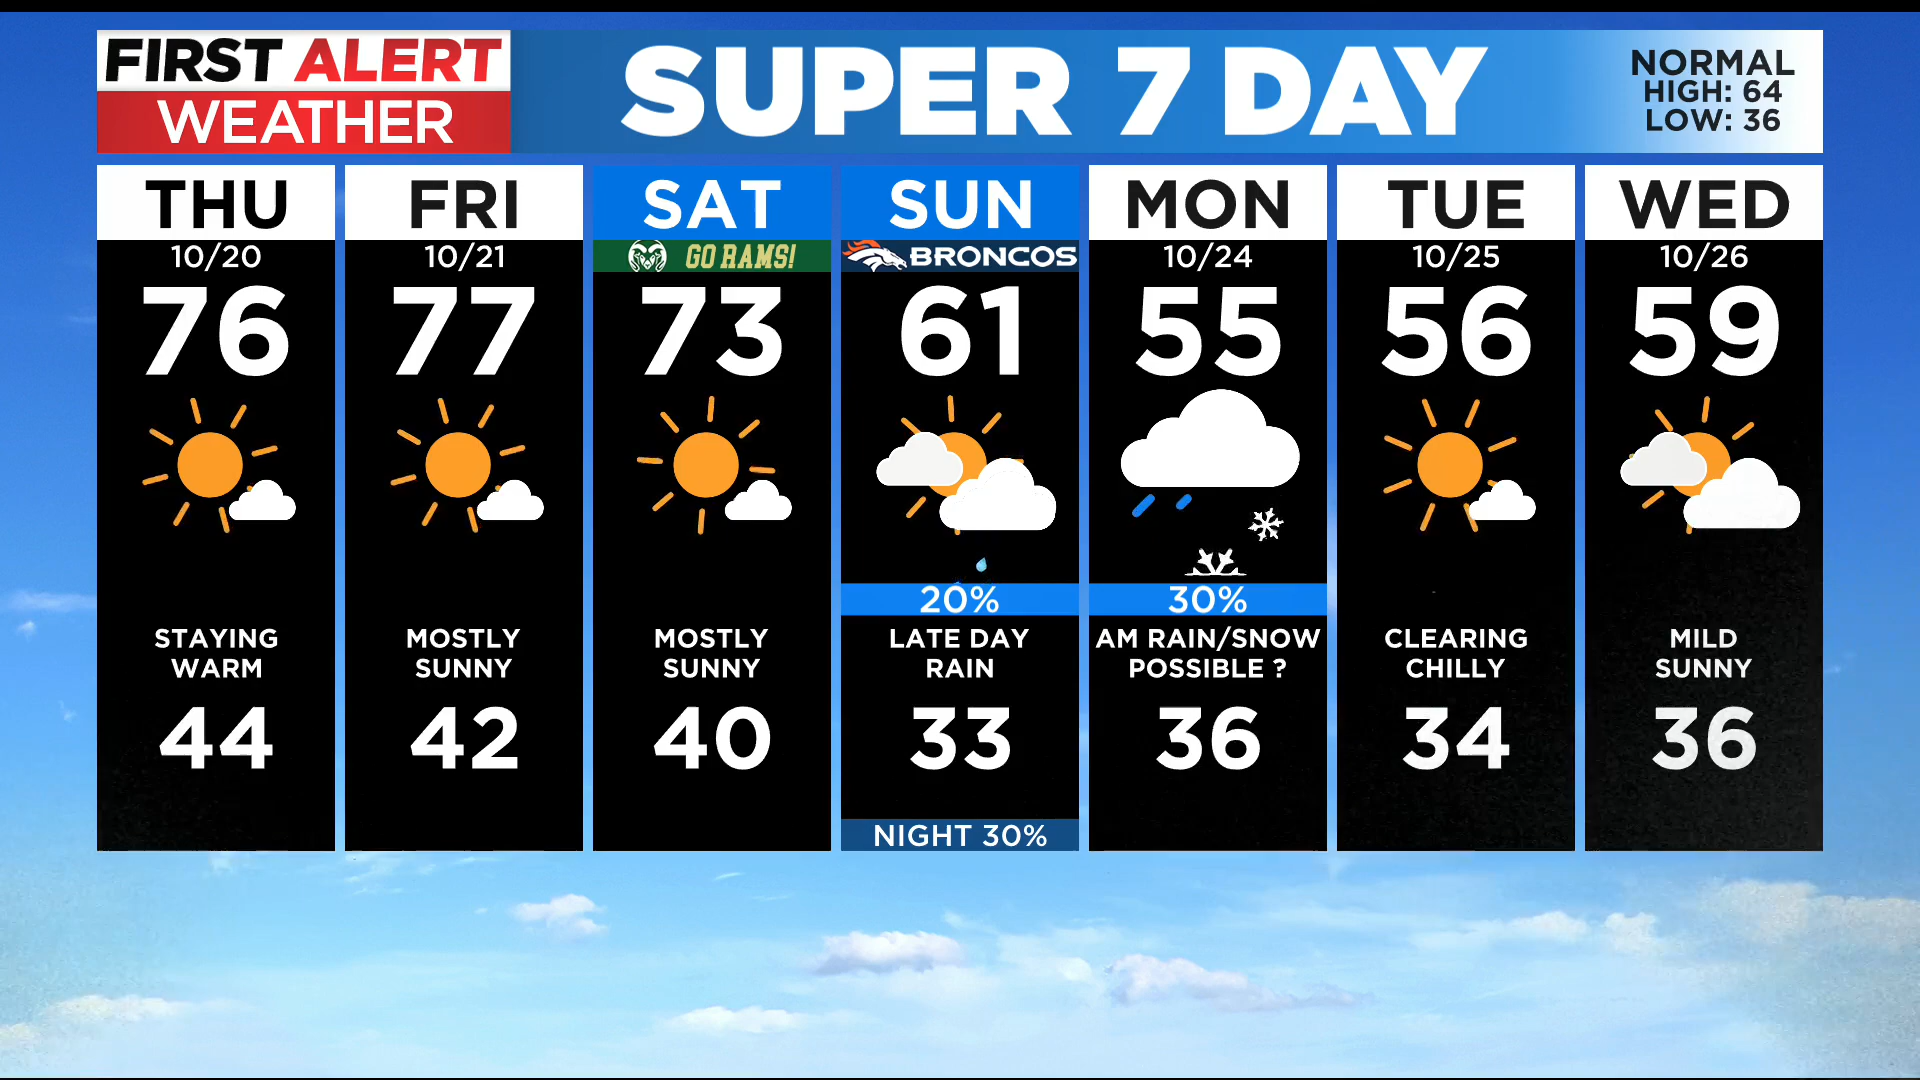 FIRST ALERT
WEATHER
SUPER 7 DAY
NORMAL
HIGH: 64
LOW: 36
THU
10/20
76
STAYING
WARM
44
FRI
10/21
77
MOSTLY
SUNNY
42
SAT
GO RAMS!
73
MOSTLY
SUNNY
40
SUN
BRONCOS
61
20%
LATE DAY
RAIN
33
NIGHT 30%
MON
10/24
55
30%
AM RAIN/SNOW
POSSIBLE ?
36
TUE
10/25
56
CLEARING
CHILLY
34
WED
10/26
59
MILD
SUNNY
36